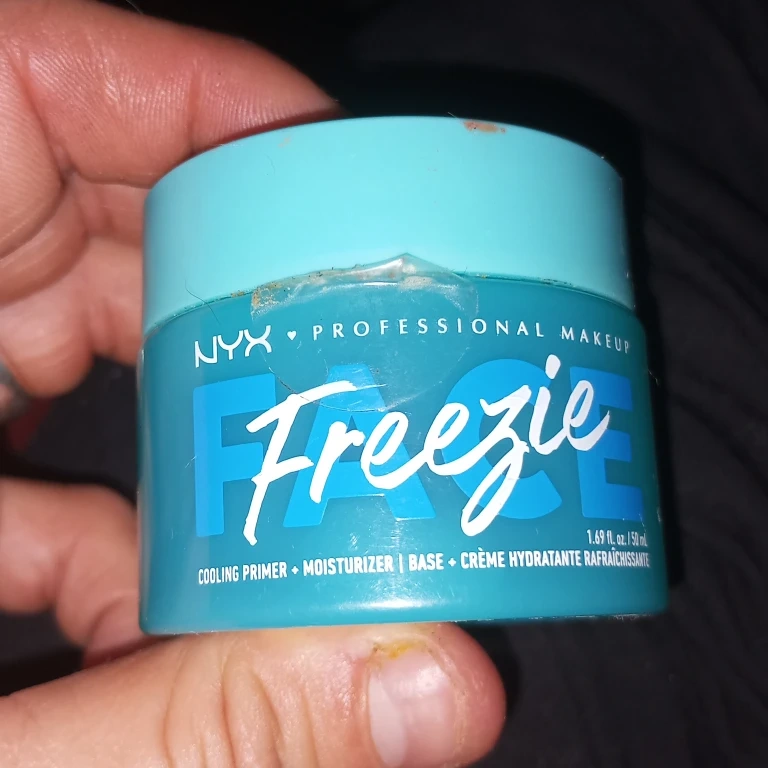 NYX ♥ PROFESSIONAL MAKEUP
FACE
Freezie
1.69 fl. oz. / 50 mL
COOLING PRIMER + MOISTURIZER | BASE + CRÈME HYDRATANTE RAFRAÎCHISSANTE